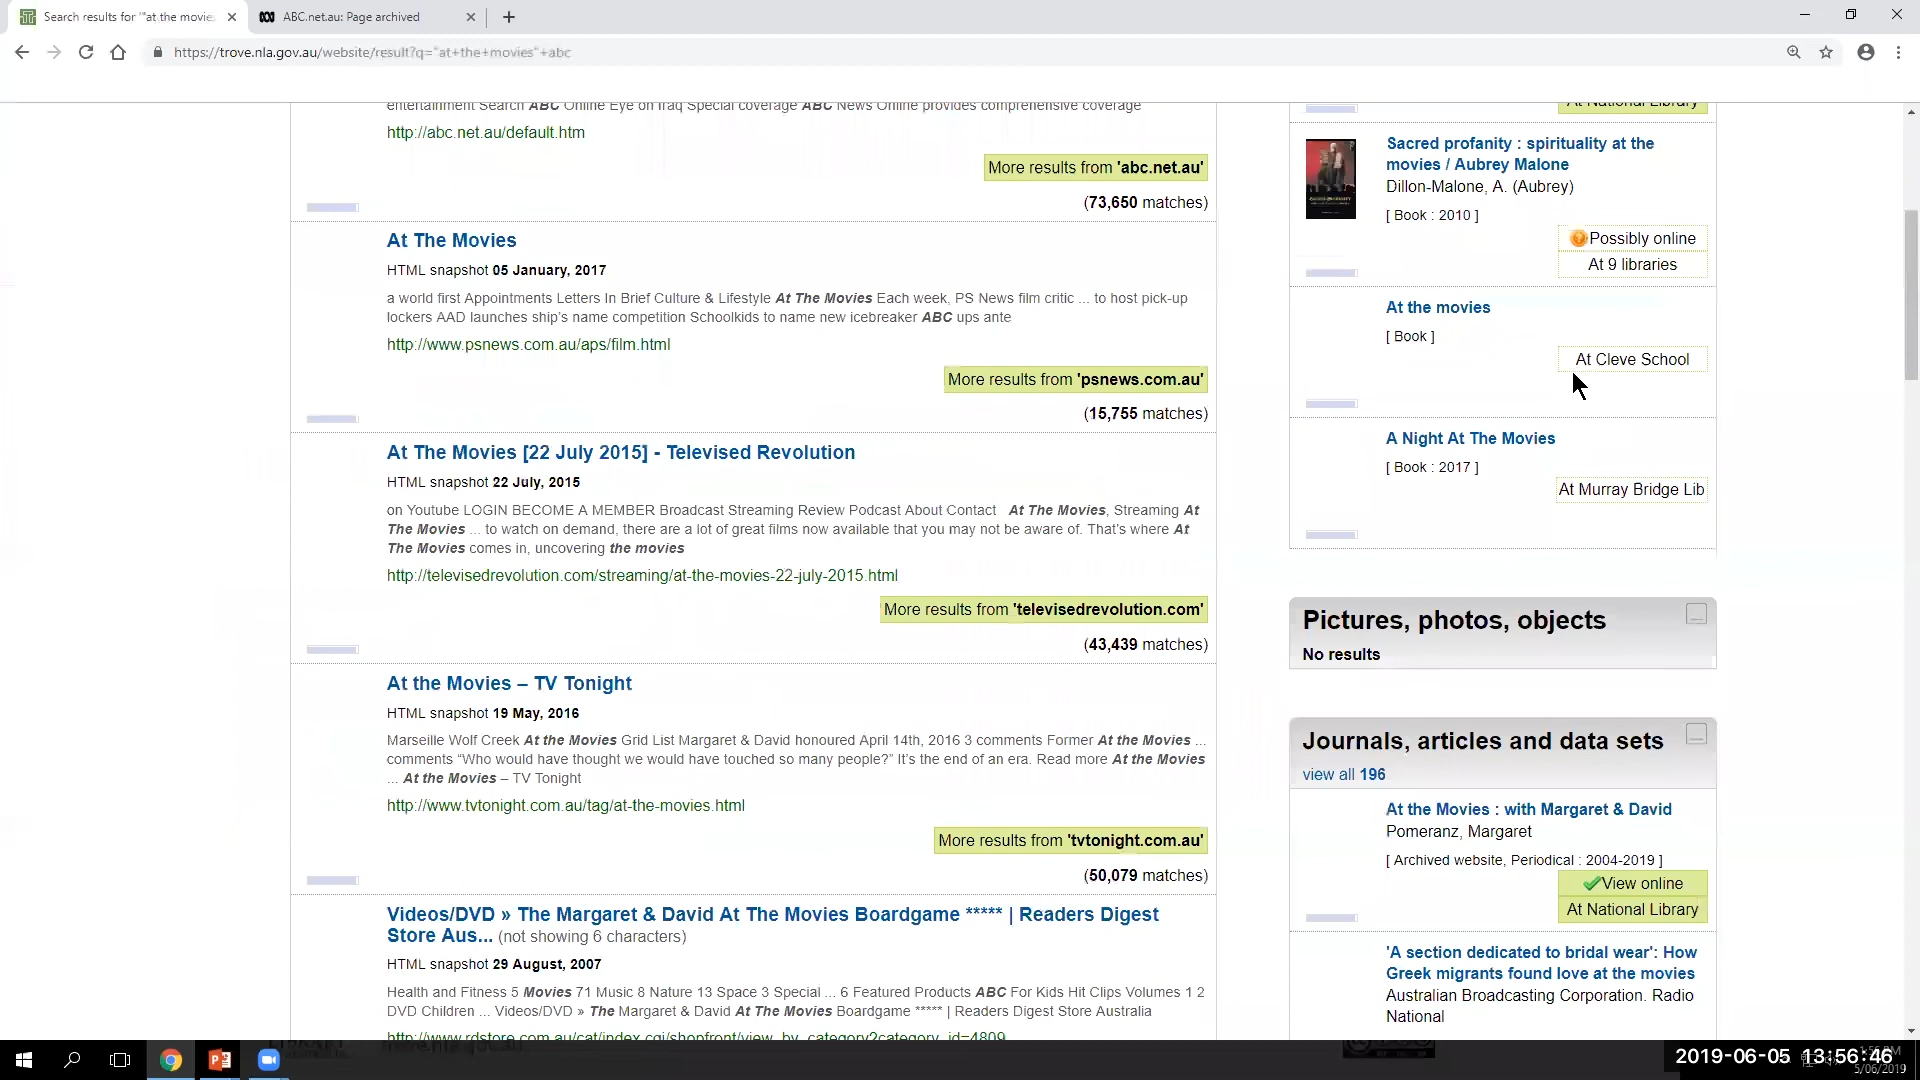 Search results for '"at the movie
ABC.net.au: Page archived
https://trove.nla.gov.au/website/result?q="at+the+movies"+abc
entertainment Search ABC Online Eye on Iraq Special coverage ABC News Online provides comprehensive coverage
http://abc.net.au/default.htm
More results from 'abc.net.au'
(73,650 matches)
At The Movies
HTML snapshot 05 January, 2017
a world first Appointments Letters In Brief Culture & Lifestyle At The Movies Each week, PS News film critic ... to host pick-up
lockers AAD launches ship's name competition Schoolkids to name new icebreaker ABC ups ante
http://www.psnews.com.au/aps/film.html
More results from 'psnews.com.au'
(15,755 matches)
At The Movies [22 July 2015] - Televised Revolution
HTML snapshot 22 July, 2015
on Youtube LOGIN BECOME A MEMBER Broadcast Streaming Review Podcast About Contact At The Movies, Streaming At
The Movies ... to watch on demand, there are a lot of great films now available that you may not be aware of. That's where At
The Movies comes in, uncovering the movies
http://televisedrevolution.com/streaming/at-the-movies-22-july-2015.html
More results from 'televisedrevolution.com'
(43,439 matches)
At the Movies – TV Tonight
HTML snapshot 19 May, 2016
Marseille Wolf Creek At the Movies Grid List Margaret & David honoured April 14th, 2016 3 comments Former At the Movies ...
comments “Who would have thought we would have touched so many people?” It's the end of an era. Read more At the Movies
... At the Movies – TV Tonight
http://www.tvtonight.com.au/tag/at-the-movies.html
More results from 'tvtonight.com.au'
(50,079 matches)
Videos/DVD » The Margaret & David At The Movies Boardgame ***** | Readers Digest
Store Aus... (not showing 6 characters)
HTML snapshot 29 August, 2007
Health and Fitness 5 Movies 71 Music 8 Nature 13 Space 3 Special ... 6 Featured Products ABC For Kids Hit Clips Volumes 1 2
DVD Children ... Videos/DVD » The Margaret & David At The Movies Boardgame ***** | Readers Digest Store Australia
http://www.rdstore.com.au/cat/index.cgi/shopfront/view_by_category?category_id=4809
At National Library
Sacred profanity : spirituality at the
movies / Aubrey Malone
Dillon-Malone, A. (Aubrey)
[ Book : 2010 ]
Possibly online
At 9 libraries
At the movies
[ Book ]
At Cleve School
A Night At The Movies
[ Book : 2017 ]
At Murray Bridge Lib
Pictures, photos, objects
No results
Journals, articles and data sets
view all 196
At the Movies : with Margaret & David
Pomeranz, Margaret
[ Archived website, Periodical : 2004-2019 ]
View online
At National Library
'A section dedicated to bridal wear': How
Greek migrants found love at the movies
Australian Broadcasting Corporation. Radio
National
2019-06-05 13:56:46
5/06/2019